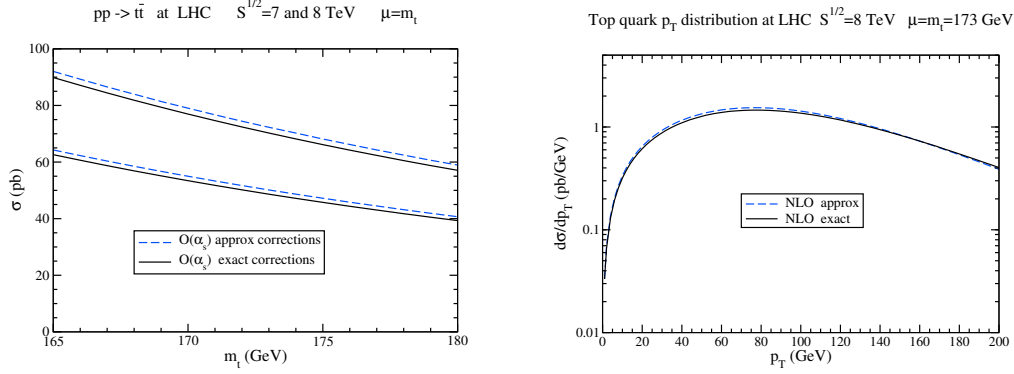 pp -> tt̄ at LHC S^1/2=7 and 8 TeV μ=m_t
100
80
60
40
20
0
σ (pb)
O(α_s) approx corrections
O(α_s) exact corrections
165
170
175
180
m_t (GeV)
Top quark p_T distribution at LHC S^1/2=8 TeV μ=m_t=173 GeV
1
0.1
0.01
dσ/dp_T (pb/GeV)
NLO approx
NLO exact
0
20
40
60
80
100
120
140
160
180
200
p_T (GeV)